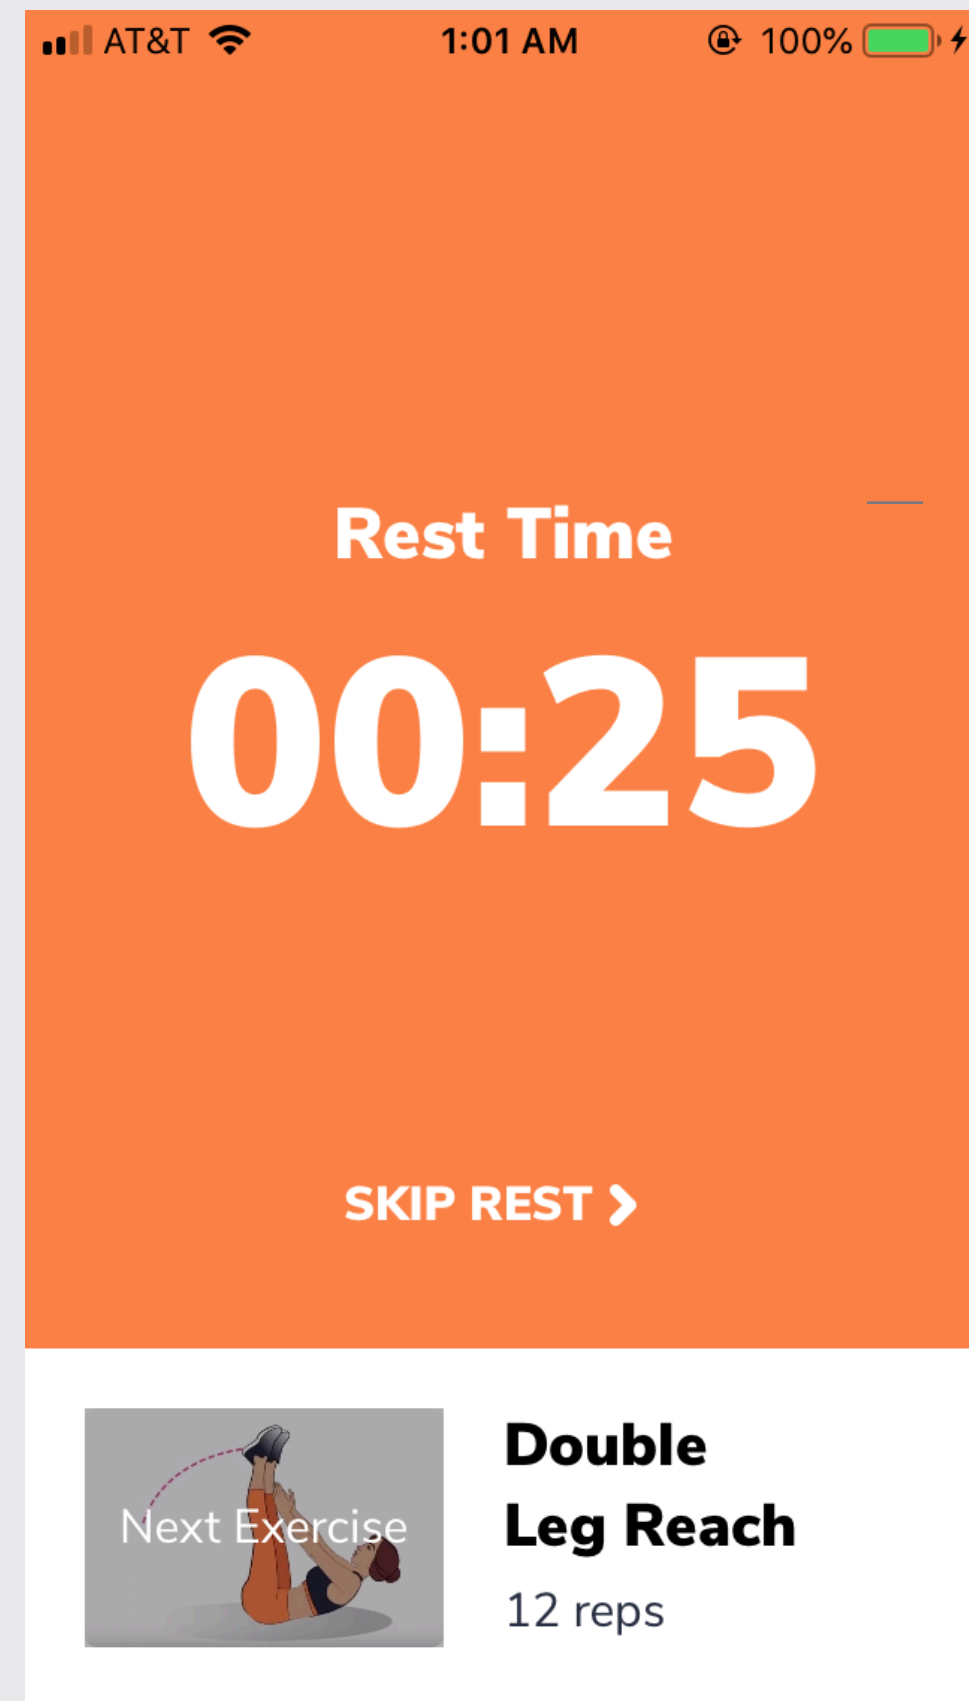 AT&T 1:01 AM 100%
Rest Time
00:25
SKIP REST
Next Exercise
Double
Leg Reach
12 reps